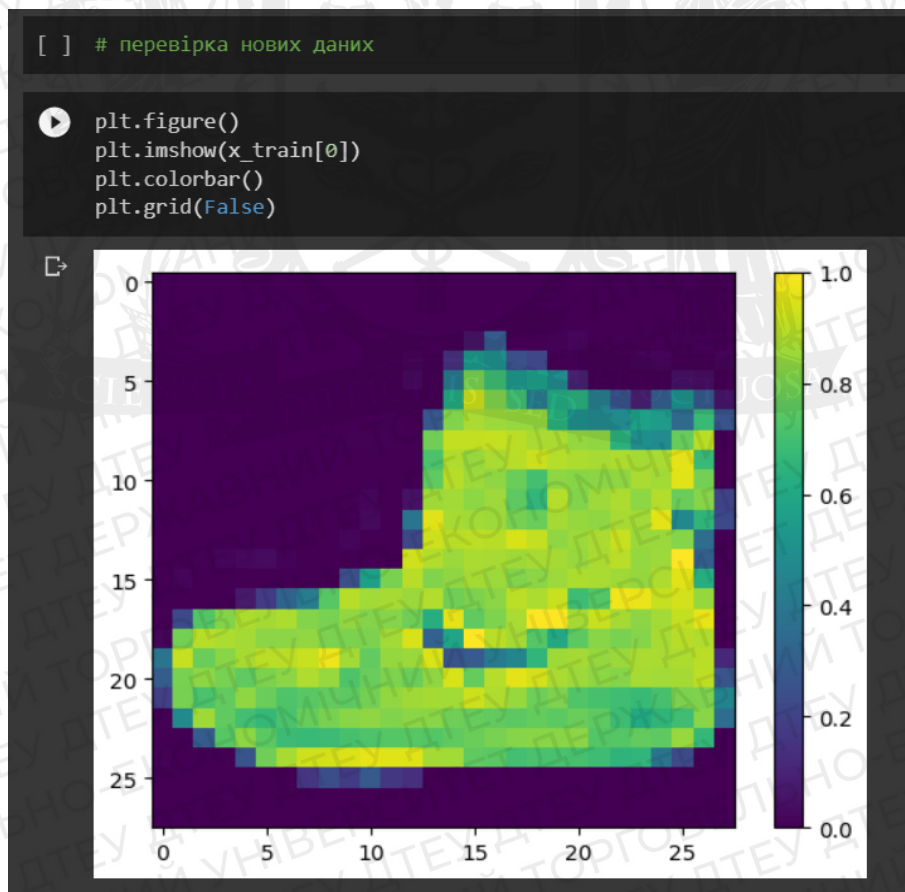 [ ] # перевірка нових даних
plt.figure()
plt.imshow(x_train[0])
plt.colorbar()
plt.grid(False)
0
5
10
15
20
25
0 5 10 15 20 25
1.0
0.8
0.6
0.4
0.2
0.0